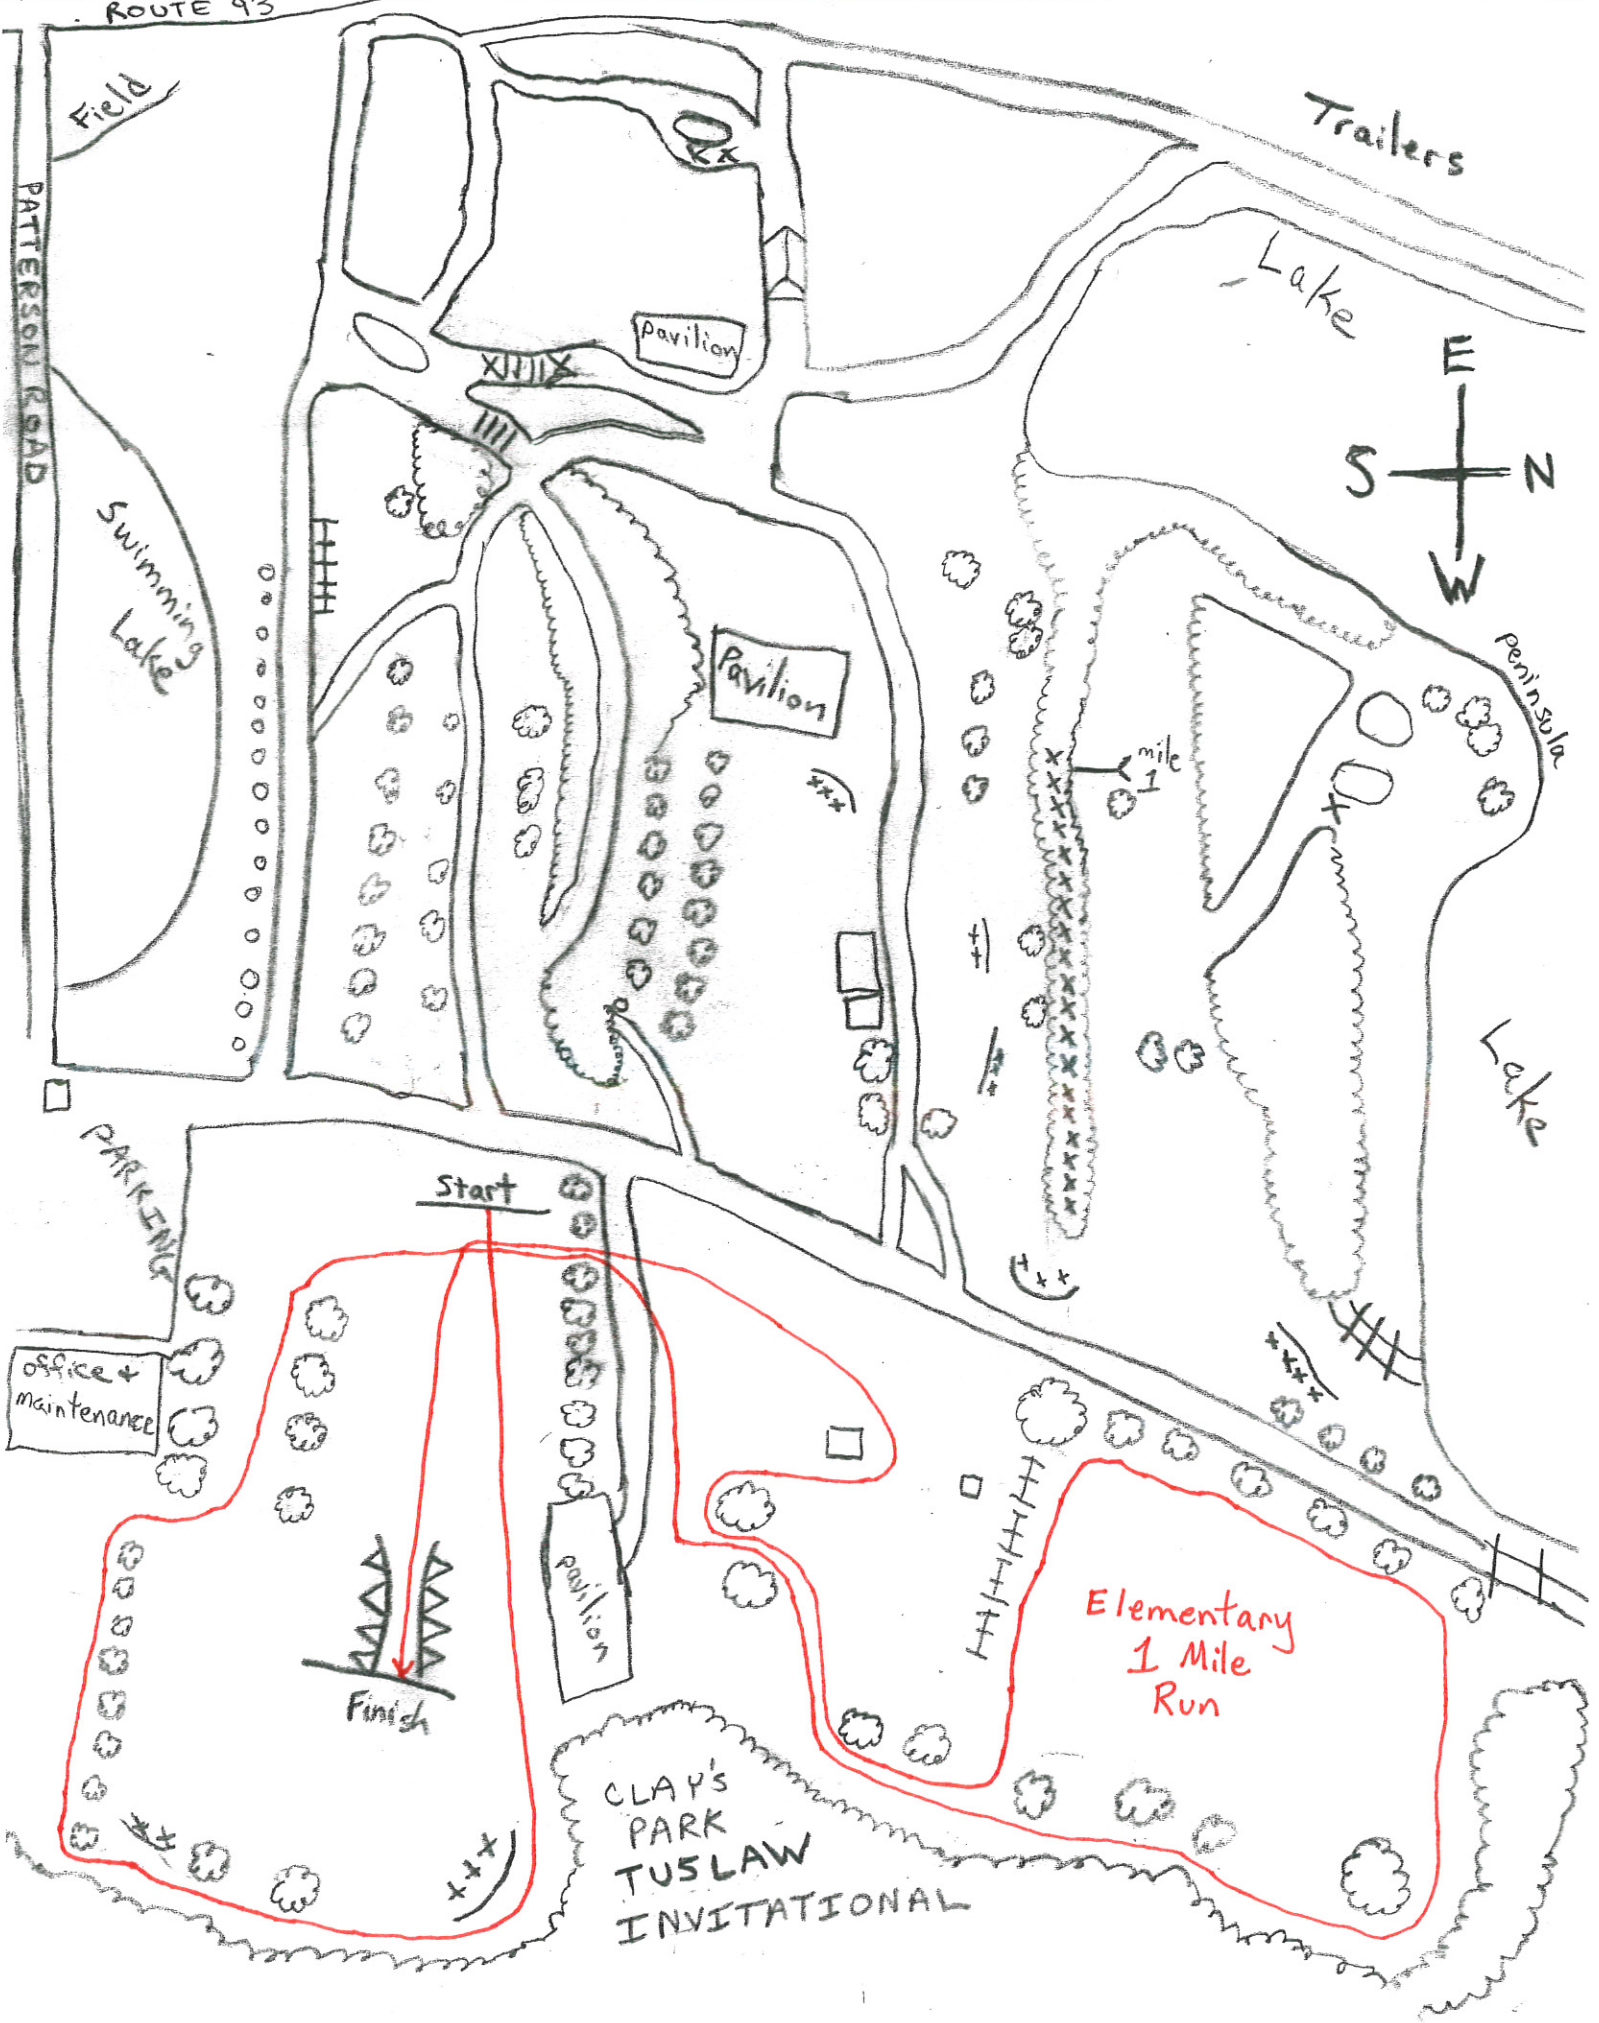 ROUTE 93
Field
Trailers
PATTERSON ROAD
Lake
pavilion
E
S N
W
Swimming
Lake
Pavilion
peninsula
mile
1
Lake
PARKING
Start
office +
maintenance
pavilion
Elementary
1 Mile
Run
Finish
CLAY'S
PARK
TUSLAW
INVITATIONAL